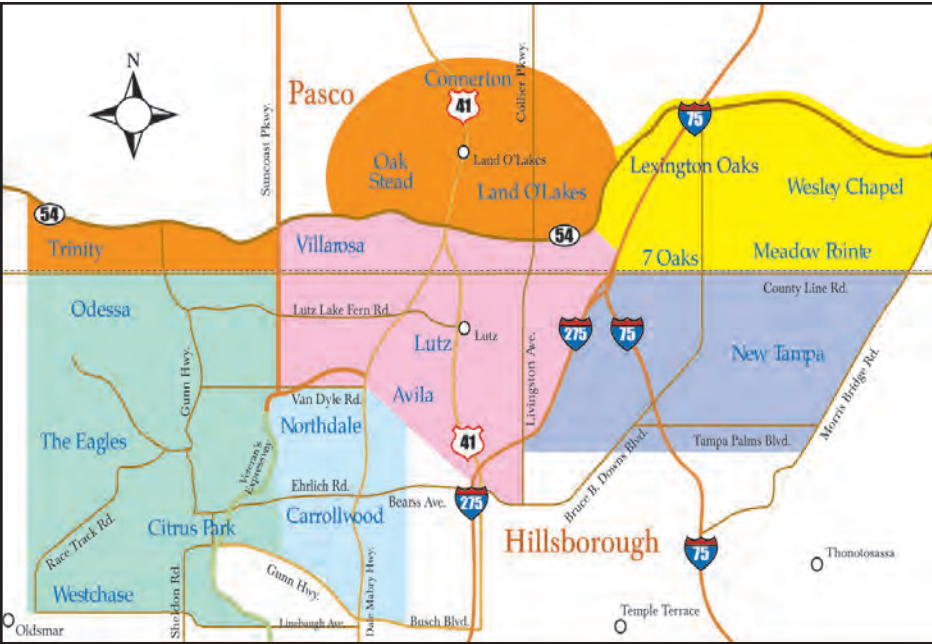 N
Pasco
Suncoast Pkwy.
Connerton
41
Collier Pkwy.
75
Land O'Lakes
Oak
Stead
Land O'Lakes
Lexington Oaks
Wesley Chapel
54
Trinity
Villarosa
54
7 Oaks
Meadow Pointe
County Line Rd.
Odessa
Lutz Lake Fern Rd.
Lutz
Lutz
275
75
New Tampa
Gunn Hwy.
Livingston Ave.
Morris Bridge Rd.
Van Dyle Rd.
Avila
Northdale
The Eagles
Veteran's
Expressway
41
Tampa Palms Blvd.
Bruce B. Downs Blvd.
Ehrlich Rd.
Bearss Ave.
275
Race Track Rd.
Citrus Park
Carrollwood
Hillsborough
75
Thonotosassa
Gunn Hwy.
Westchase
Sheldon Rd.
Dale Mabry Hwy.
Oldsmar
Linebaugh Ave.
Busch Blvd.
Temple Terrace